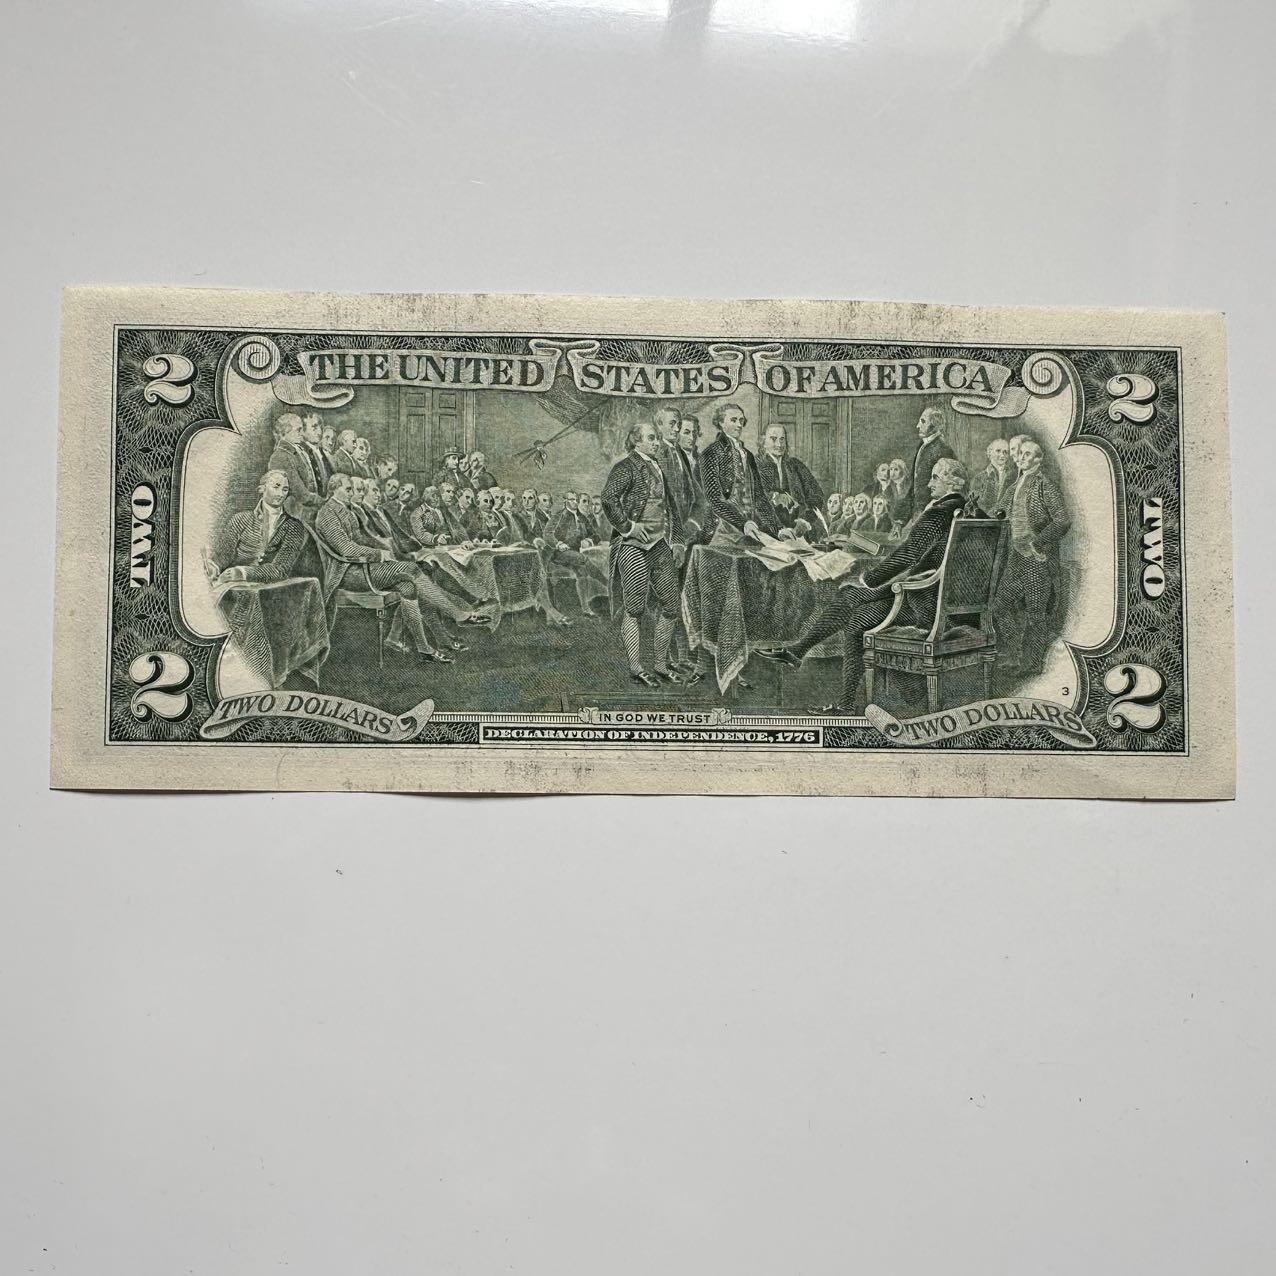 THE UNITED STATES OF AMERICA
2
2
TWO
TWO
2
2
3
TWO DOLLARS
IN GOD WE TRUST
TWO DOLLARS
DECLARATION OF INDEPENDENCE, 1776